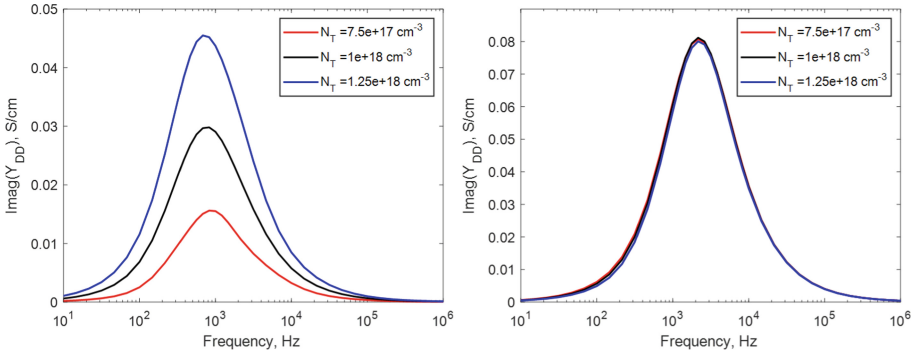 0.05
0.04
0.03
0.02
0.01
0
Imag(Y_DD), S/cm
N_T =7.5e+17 cm^-3
N_T =1e+18 cm^-3
N_T =1.25e+18 cm^-3
10^1 10^2 10^3 10^4 10^5 10^6
Frequency, Hz
0.08
0.07
0.06
0.05
0.04
0.03
0.02
0.01
0
Imag(Y_DD), S/cm
N_T =7.5e+17 cm^-3
N_T =1e+18 cm^-3
N_T =1.25e+18 cm^-3
10^1 10^2 10^3 10^4 10^5 10^6
Frequency, Hz